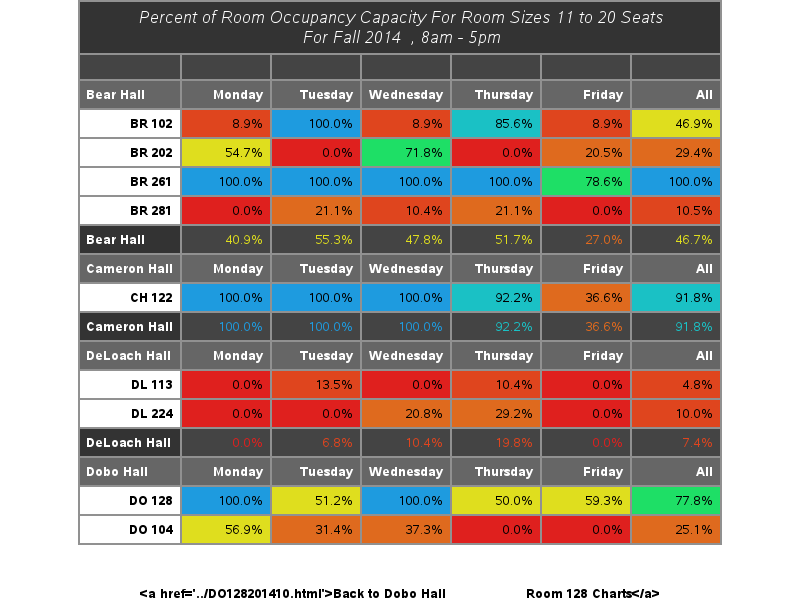 Percent of Room Occupancy Capacity For Room Sizes 11 to 20 Seats
For Fall 2014 , 8am - 5pm
Bear Hall Monday Tuesday Wednesday Thursday Friday All
BR 102 8.9% 100.0% 8.9% 85.6% 8.9% 46.9%
BR 202 54.7% 0.0% 71.8% 0.0% 20.5% 29.4%
BR 261 100.0% 100.0% 100.0% 100.0% 78.6% 100.0%
BR 281 0.0% 21.1% 10.4% 21.1% 0.0% 10.5%
Bear Hall 40.9% 55.3% 47.8% 51.7% 27.0% 46.7%
Cameron Hall Monday Tuesday Wednesday Thursday Friday All
CH 122 100.0% 100.0% 100.0% 92.2% 36.6% 91.8%
Cameron Hall 100.0% 100.0% 100.0% 92.2% 36.6% 91.8%
DeLoach Hall Monday Tuesday Wednesday Thursday Friday All
DL 113 0.0% 13.5% 0.0% 10.4% 0.0% 4.8%
DL 224 0.0% 0.0% 20.8% 29.2% 0.0% 10.0%
DeLoach Hall 0.0% 6.8% 10.4% 19.8% 0.0% 7.4%
Dobo Hall Monday Tuesday Wednesday Thursday Friday All
DO 128 100.0% 51.2% 100.0% 50.0% 59.3% 77.8%
DO 104 56.9% 31.4% 37.3% 0.0% 0.0% 25.1%
<a href='../DO128201410.html'>Back to Dobo Hall Room 128 Charts</a>